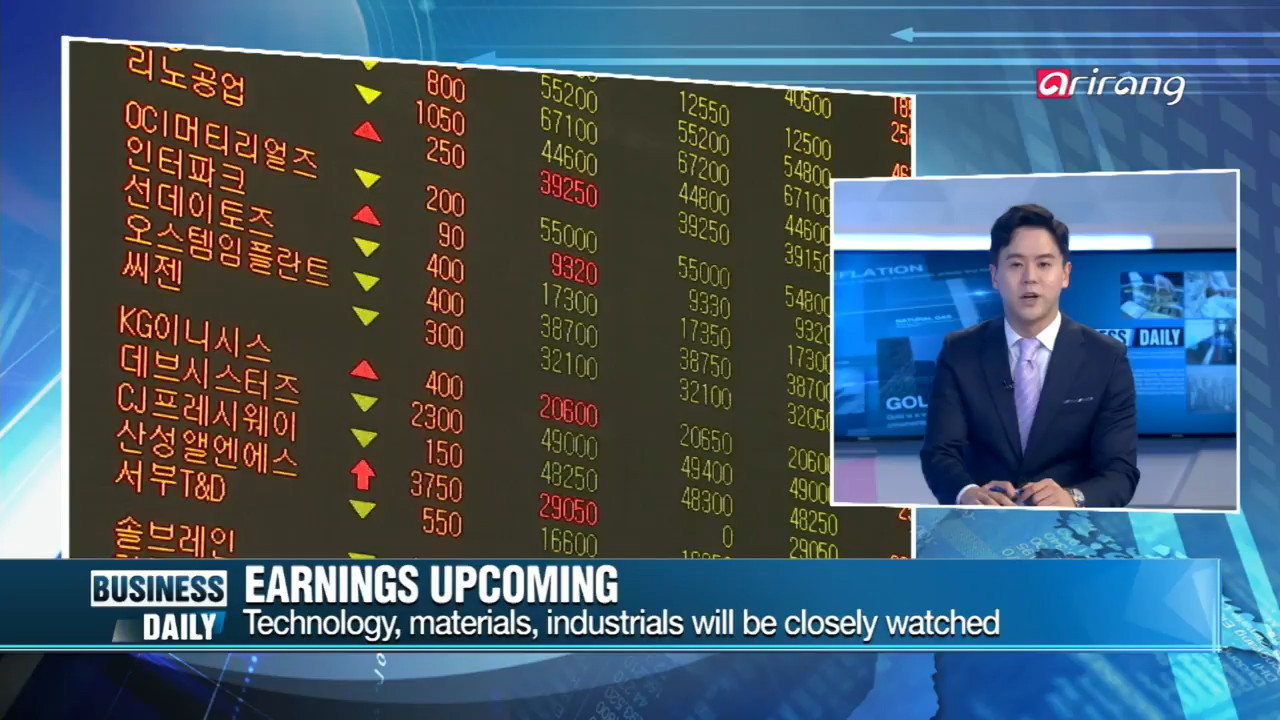 arirang
리노공업
OCI머티리얼즈
인터파크
선데이토즈
오스템임플란트
씨젠
KG이니시스
데브시스터즈
CJ프레시웨이
산성앨엔에스
서부T&D
솔브레인
800
1050
250
200
90
400
400
300
400
2300
150
3750
550
55200
67100
44600
39250
55000
9320
17300
38700
32100
20600
49000
48250
29050
16600
12550
55200
67200
44800
39250
55000
9330
17350
38750
32100
20650
49400
48300
0
40500
12500
54800
67100
44600
39150
54800
9320
17300
38700
32050
20600
49000
48250
29050
FLATION
NATURAL GAS
GOL
DAILY
BUSINESS
DAILY
EARNINGS UPCOMING
Technology, materials, industrials will be closely watched